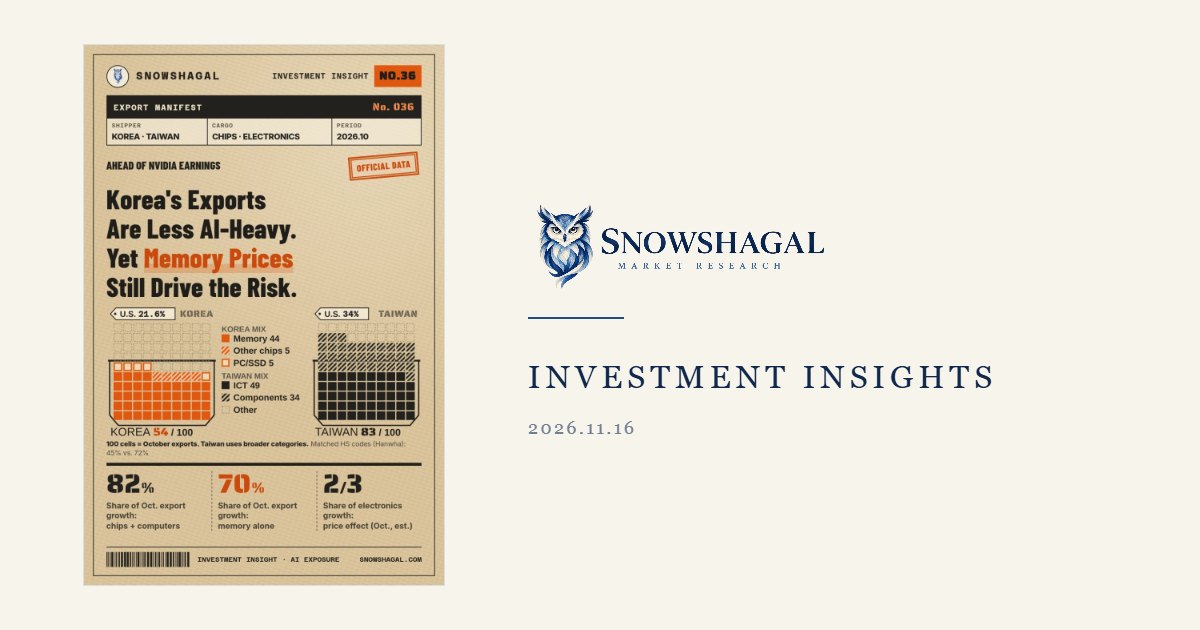 SNOWSHAGAL
INVESTMENT INSIGHT NO.36
EXPORT MANIFEST No. 036
SHIPPER
KOREA · TAIWAN
CARGO
CHIPS · ELECTRONICS
PERIOD
2026.10
AHEAD OF NVIDIA EARNINGS
OFFICIAL DATA
Korea's Exports
Are Less AI-Heavy.
Yet Memory Prices
Still Drive the Risk.
U.S. 21.6% KOREA
U.S. 34% TAIWAN
KOREA MIX
Memory 44
Other chips 5
PC/SSD 5
TAIWAN MIX
ICT 49
Components 34
Other
KOREA 54 / 100
TAIWAN 83 / 100
100 cells = October exports. Taiwan uses broader categories. Matched HS codes (Hanwha):
45% vs. 72%
82%
Share of Oct. export
growth:
chips + computers
70%
Share of Oct. export
growth:
memory alone
2/3
Share of electronics
growth:
price effect (Oct., est.)
INVESTMENT INSIGHT · AI EXPOSURE
SNOWSHAGAL.COM
SNOWSHAGAL
MARKET RESEARCH
INVESTMENT INSIGHTS
2026.11.16